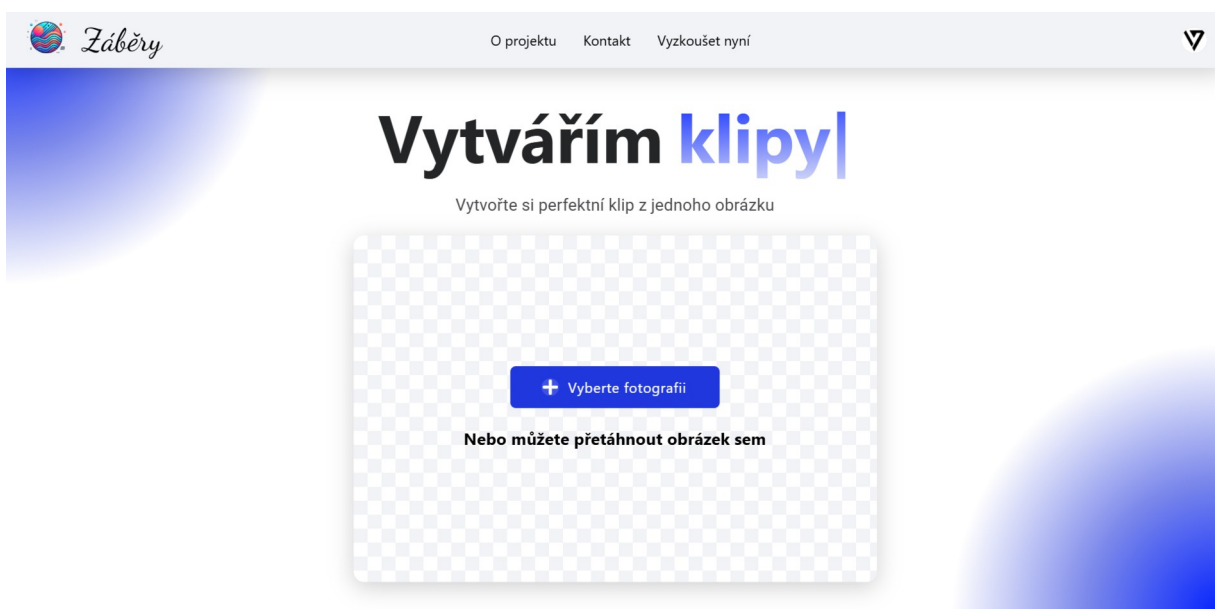 Záběry
O projektu Kontakt Vyzkoušet nyní
Vytvářím klipy
Vytvořte si perfektní klip z jednoho obrázku
Vyberte fotografii
Nebo můžete přetáhnout obrázek sem